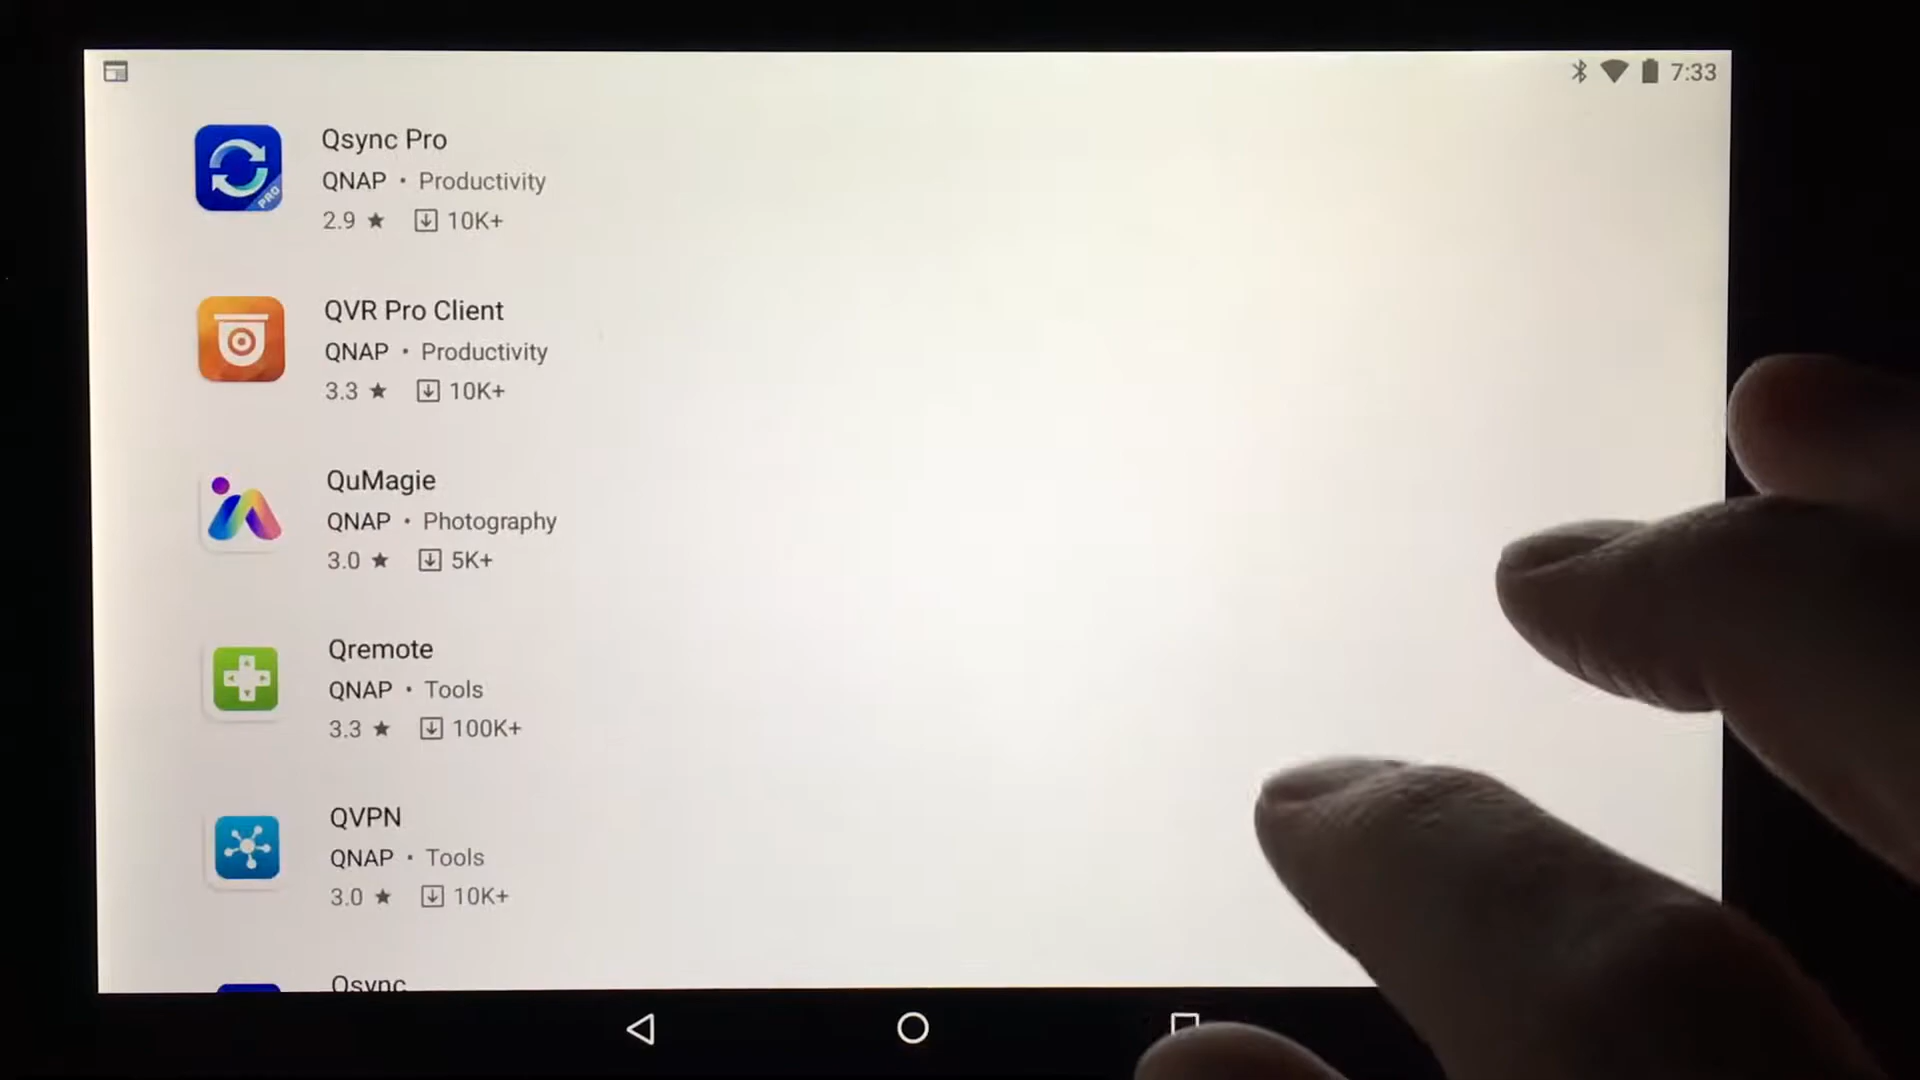 7:33
Qsync Pro
QNAP • Productivity
2.9 ★ 10K+
PRO
QVR Pro Client
QNAP • Productivity
3.3 ★ 10K+
QuMagie
QNAP • Photography
3.0 ★ 5K+
Qremote
QNAP • Tools
3.3 ★ 100K+
QVPN
QNAP • Tools
3.0 ★ 10K+
Qsync